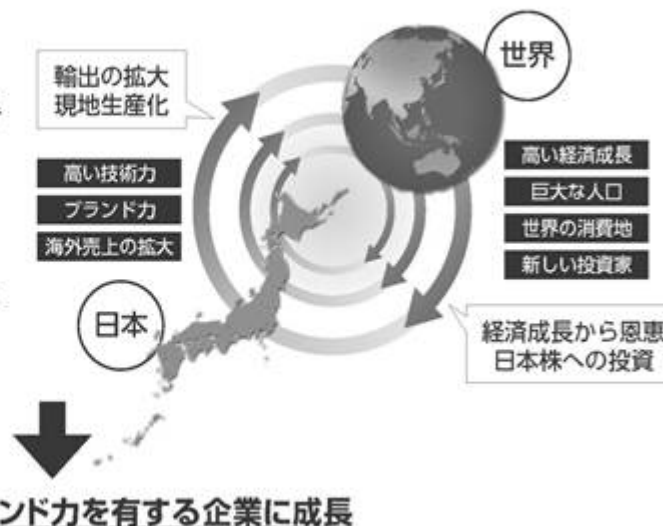 世界
輸出の拡大
現地生産化
高い技術力
ブランド力
海外売上の拡大
高い経済成長
巨大な人口
世界の消費地
新しい投資家
日本
経済成長から恩恵
日本株への投資
ンド力を有する企業に成長